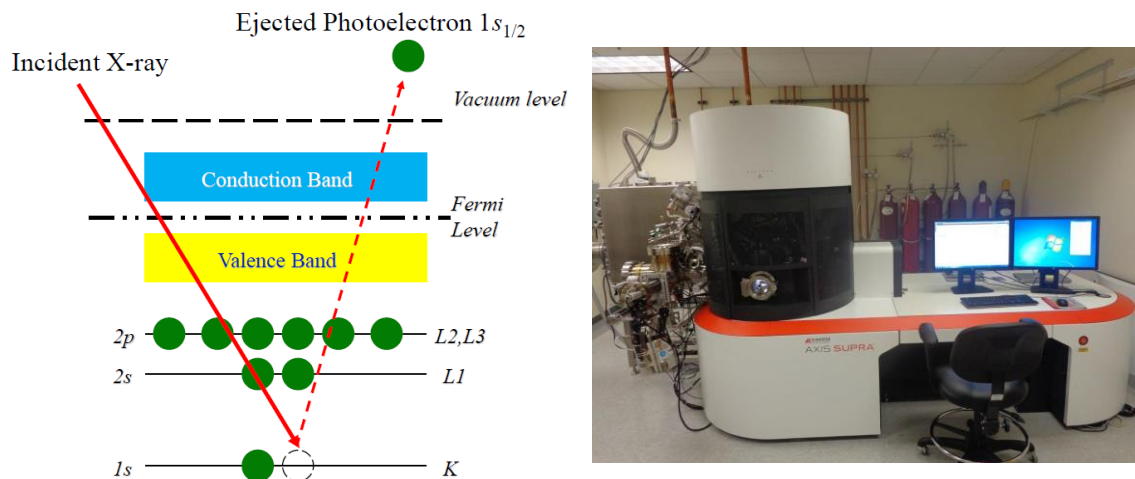 Ejected Photoelectron 1s1/2
Incident X-ray
Vacuum level
Conduction Band
Fermi
Level
Valence Band
2p
L2,L3
2s
L1
1s
K
AXIS SUPRA